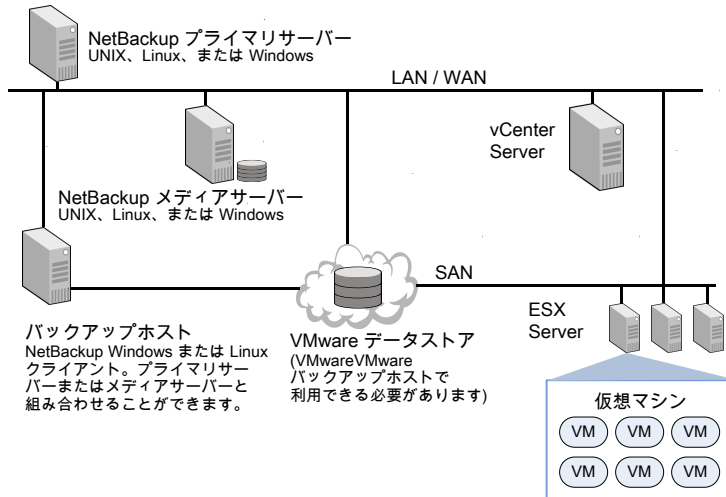 NetBackup プライマリサーバー
UNIX、Linux、または Windows
LAN / WAN
vCenter
Server
NetBackup メディアサーバー
UNIX、Linux、または Windows
SAN
バックアップホスト
NetBackup Windows または Linux
クライアント。プライマリサー
バーまたはメディアサーバーと
組み合わせることができます。
VMware データストア
(VMwareVMware
バックアップホストで
利用できる必要があります)
ESX
Server
仮想マシン
VM VM VM
VM VM VM